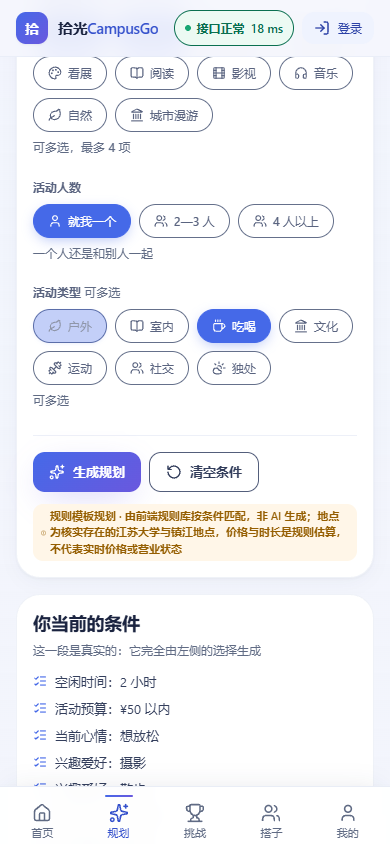 拾 拾光CampusGo 接口正常 18 ms 登录
看展 阅读 影视 音乐
自然 城市漫游
可多选，最多 4 项
活动人数
就我一个 2—3 人 4 人以上
一个人还是和别人一起
活动类型 可多选
户外 室内 吃喝 文化
运动 社交 独处
可多选
生成规划 清空条件
规则模板规划 · 由前端规则库按条件匹配，非 AI 生成；地点
为核实存在的江苏大学与镇江地点，价格与时长是规则估算，
不代表实时价格或营业状态
你当前的条件
这一段是真实的：它完全由左侧的选择生成
空闲时间：2 小时
活动预算：¥50 以内
当前心情：想放松
兴趣爱好：摄影
首页 规划 挑战 搭子 我的